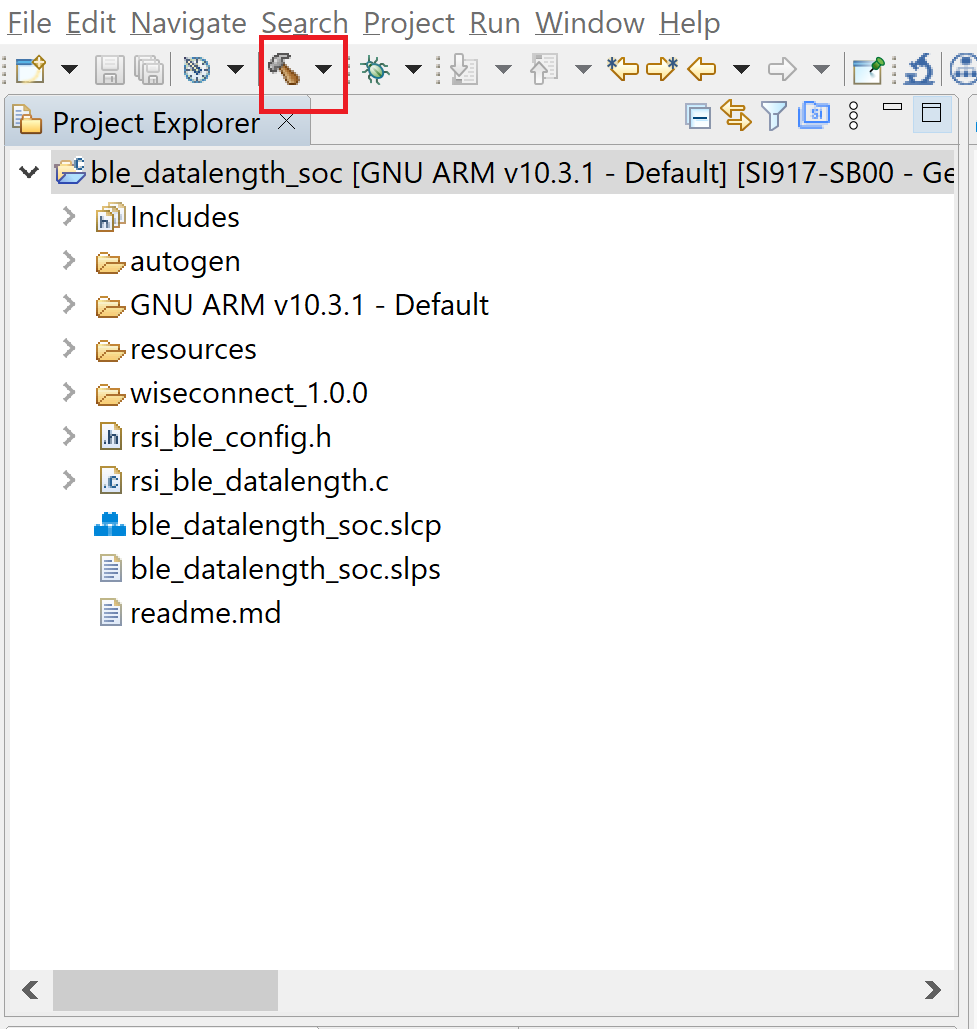 File Edit Navigate Search Project Run Window Help
Project Explorer
ble_datalength_soc [GNU ARM v10.3.1 - Default] [SI917-SB00 - Ge
Includes
autogen
GNU ARM v10.3.1 - Default
resources
wiseconnect_1.0.0
rsi_ble_config.h
rsi_ble_datalength.c
ble_datalength_soc.slcp
ble_datalength_soc.slps
readme.md